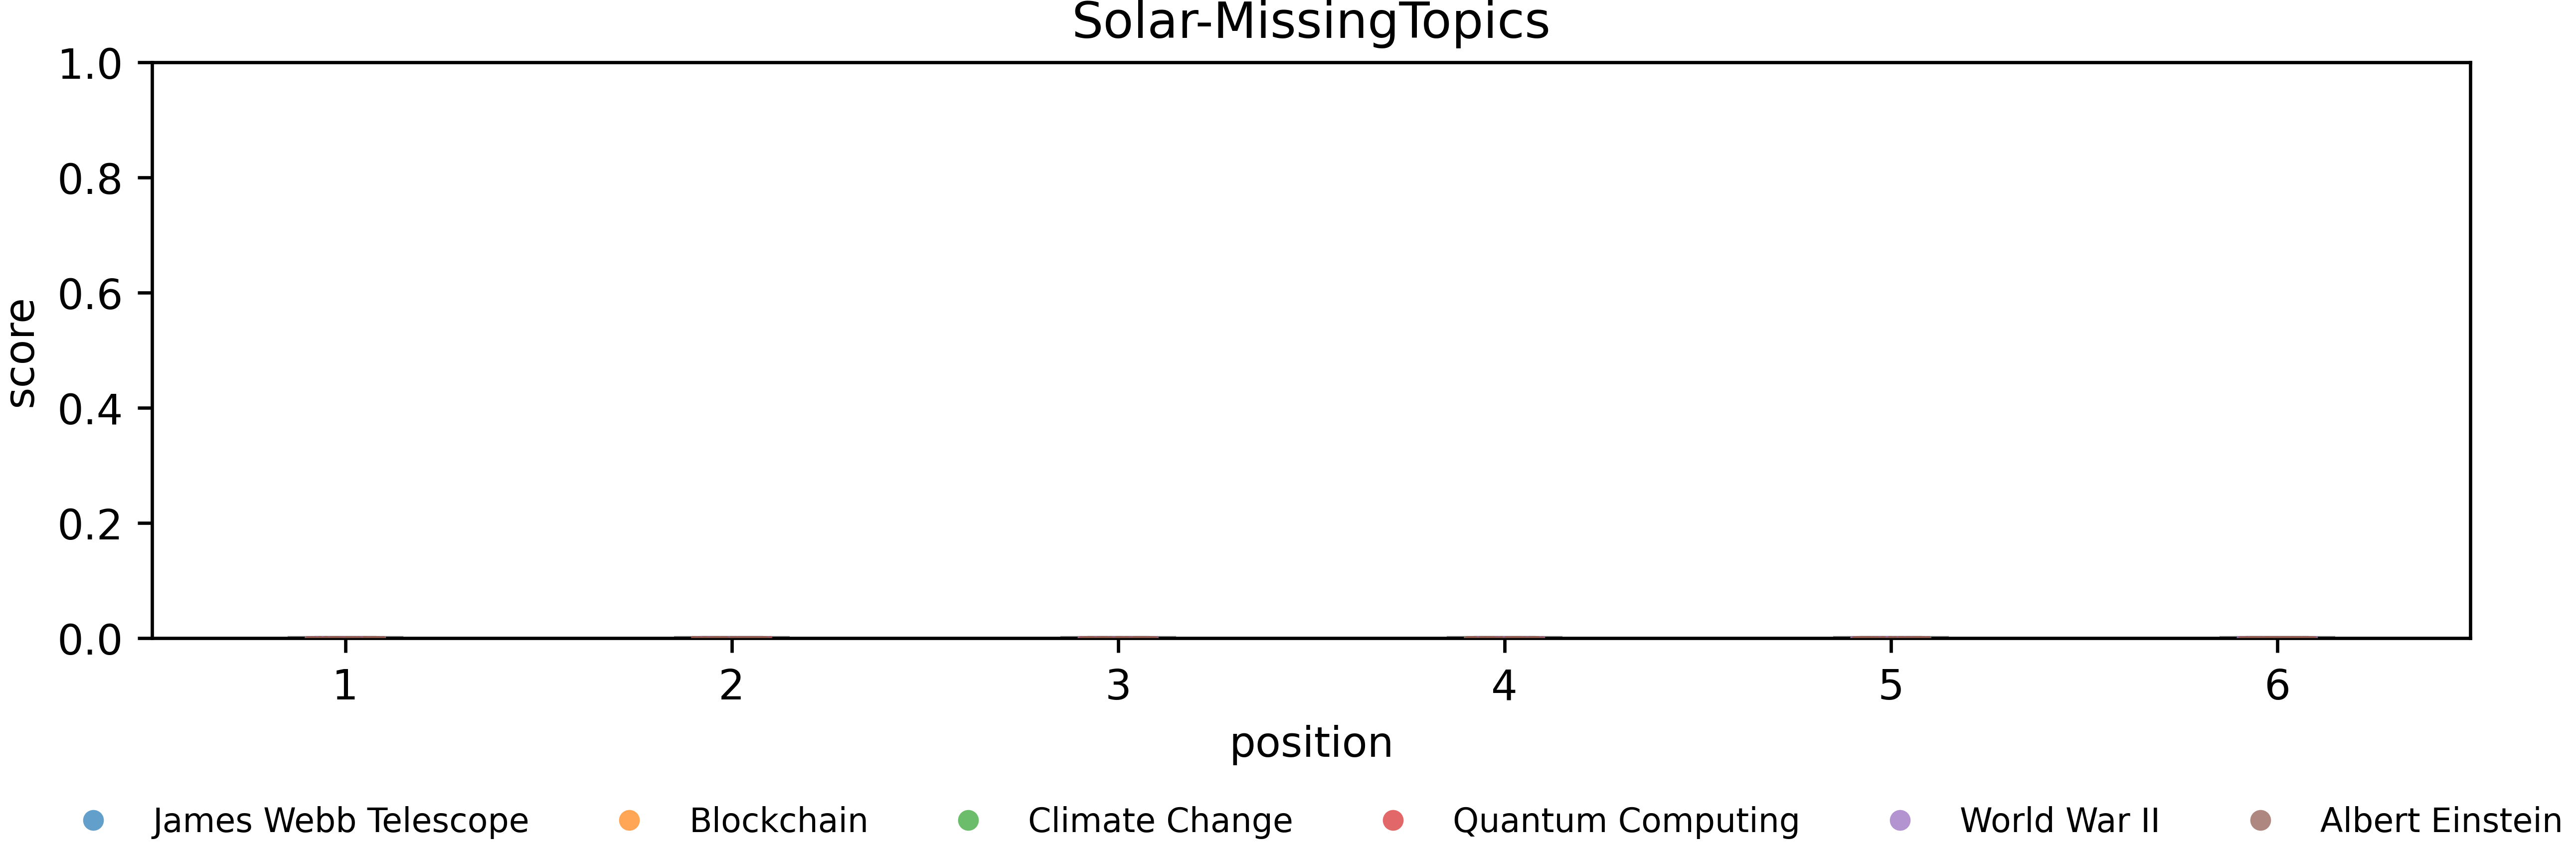 Solar-MissingTopics
1.0
0.8
0.6
0.4
0.2
0.0
score
1 2 3 4 5 6
position
James Webb Telescope Blockchain Climate Change Quantum Computing World War II Albert Einstein